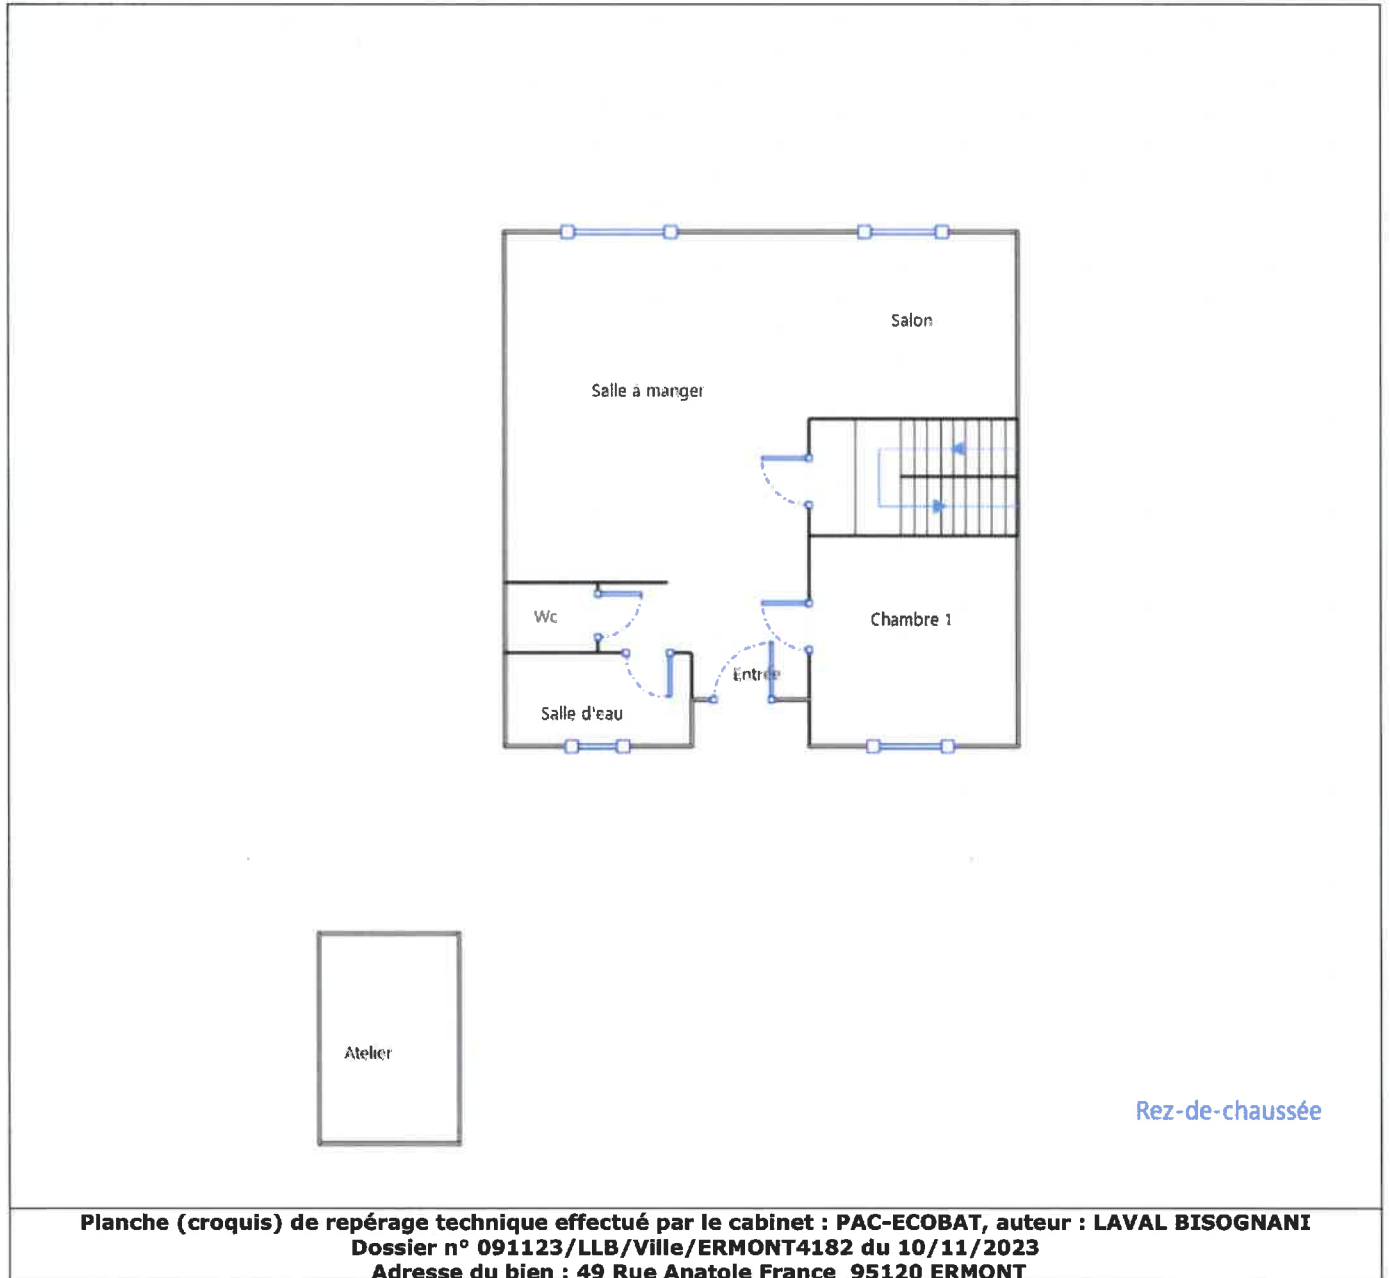 Salon
Salle à manger
Wc
Chambre 1
Entrée
Salle d'eau
Atelier
Rez-de-chaussée
Planche (croquis) de repérage technique effectué par le cabinet : PAC-ECOBAT, auteur : LAVAL BISOGNANI
Dossier n° 091123/LLB/Ville/ERMONT4182 du 10/11/2023
Adresse du bien : 49 Rue Anatole France 95120 ERMONT